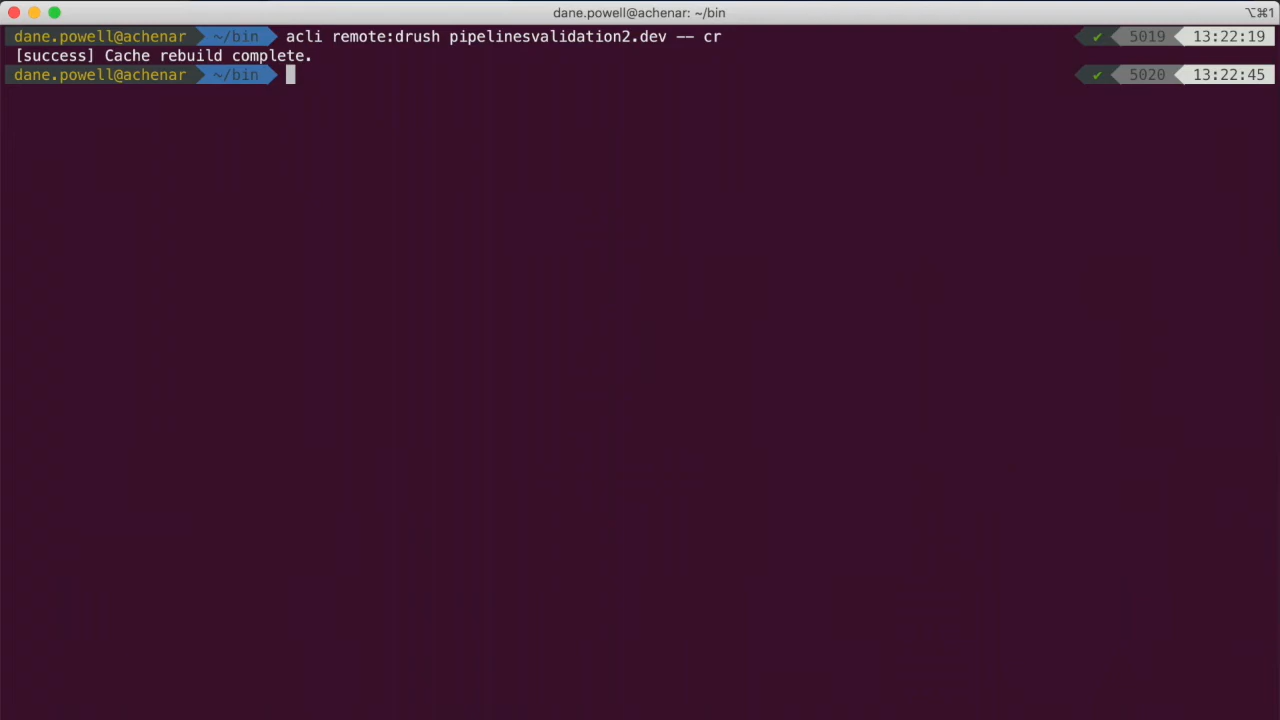 dane.powell@achenar: ~/bin ⌥⌘1
dane.powell@achenar ~/bin acli remote:drush pipelinesvalidation2.dev -- cr ✔ 5019 13:22:19
[success] Cache rebuild complete.
dane.powell@achenar ~/bin ✔ 5020 13:22:45